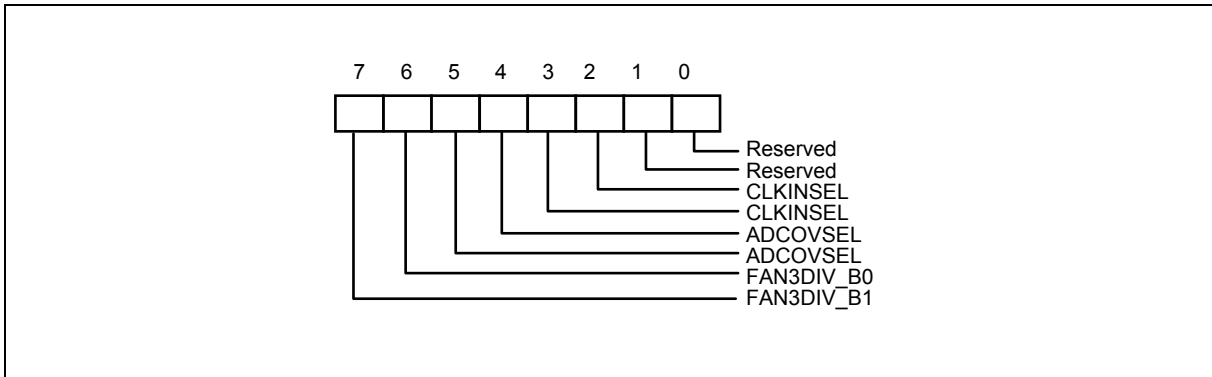 7 6 5 4 3 2 1 0
Reserved
Reserved
CLKINSEL
CLKINSEL
ADCOVSEL
ADCOVSEL
FAN3DIV_B0
FAN3DIV_B1